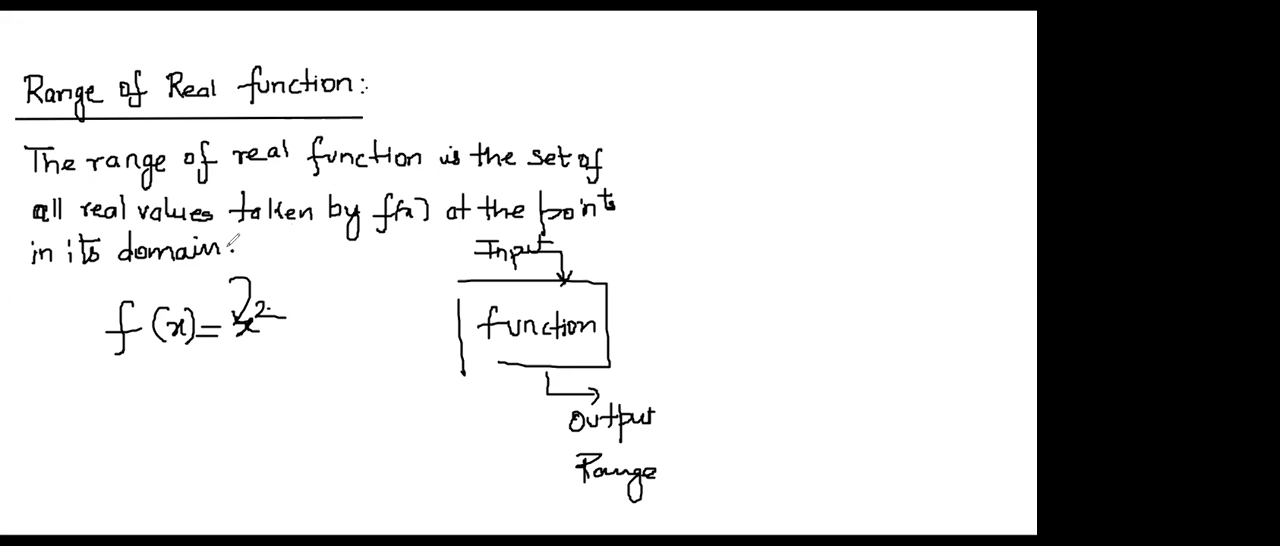 Range of Real function:
The range of real function is the set of
all real values taken by f(x) at the points
in its domain.
Input
f(x)=x²
function
Output
Range